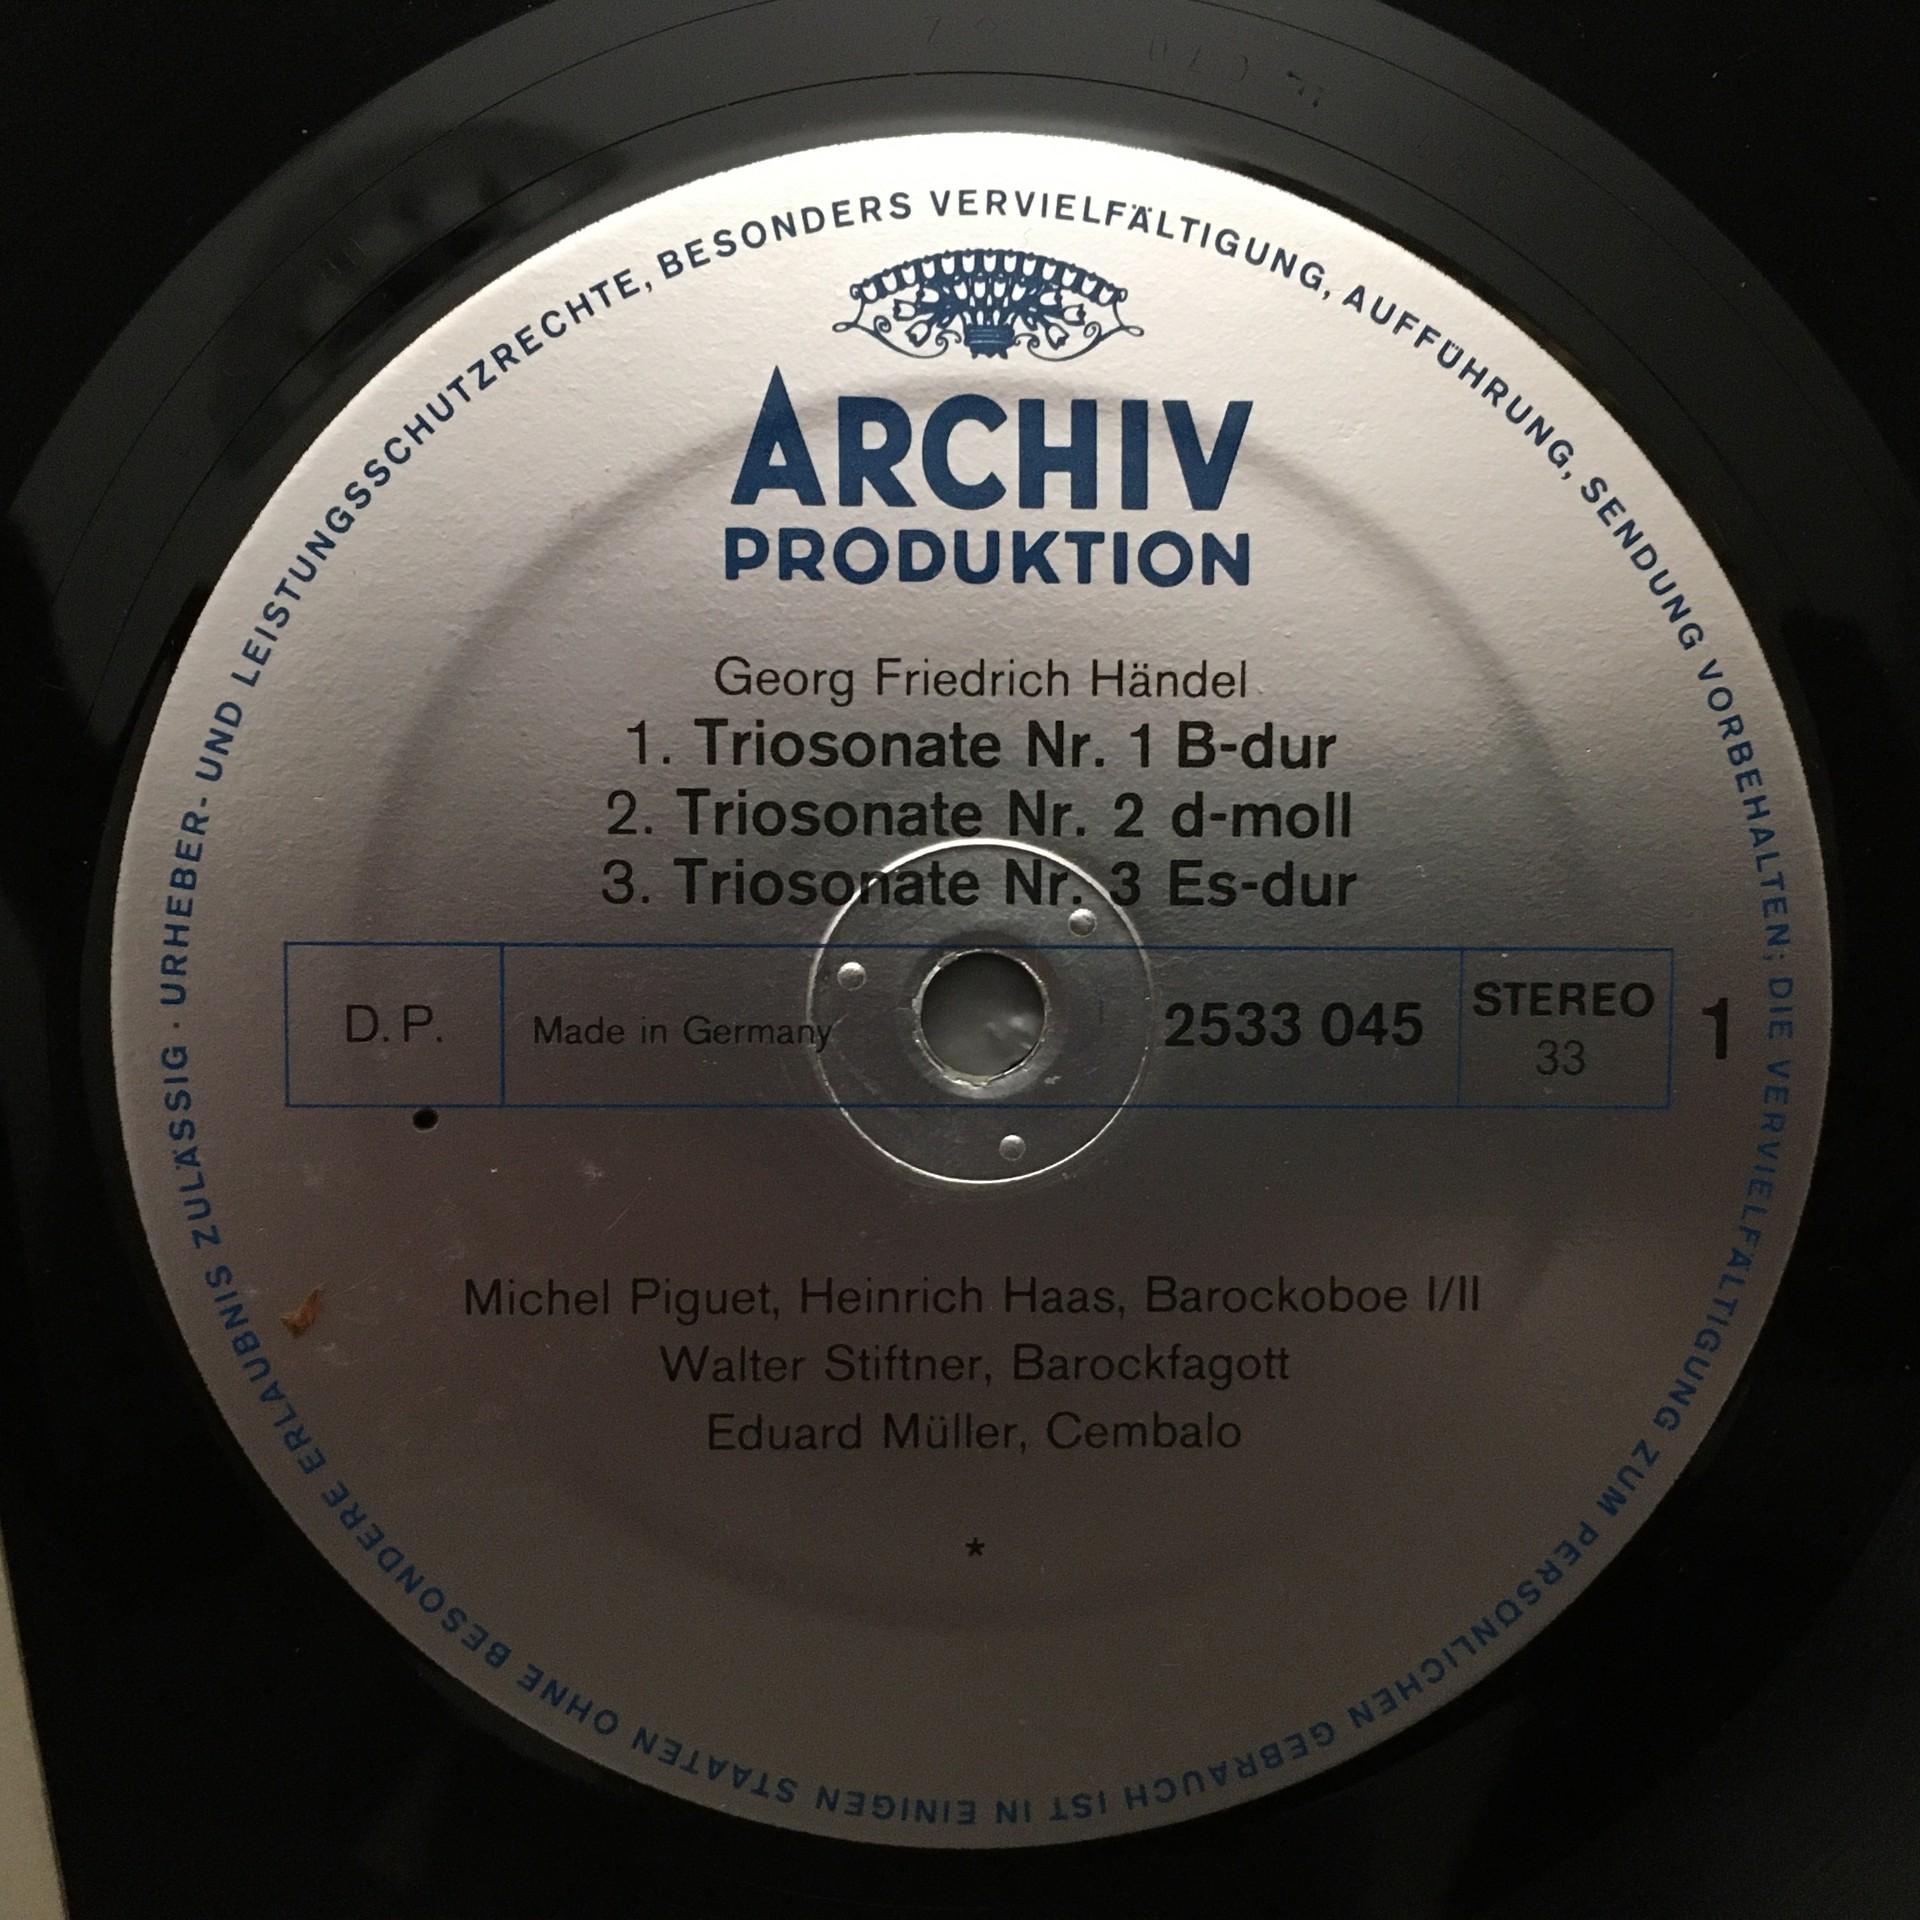 URHEBER- UND LEISTUNGSSCHUTZRECHTE, BESONDERS VERVIELFÄLTIGUNG, AUFFÜHRUNG, SENDUNG VORBEHALTEN; DIE VERVIELFÄLTIGUNG ZUM PERSÖNLICHEN GEBRAUCH IST IN EINIGEN STAATEN OHNE BESONDERE ERLAUBNIS ZULÄSSIG ·
ARCHIV
PRODUKTION
Georg Friedrich Händel
1. Triosonate Nr. 1 B-dur
2. Triosonate Nr. 2 d-moll
3. Triosonate Nr. 3 Es-dur
D.P. Made in Germany 2533 045 STEREO 1
33
Michel Piguet, Heinrich Haas, Barockoboe I/II
Walter Stiftner, Barockfagott
Eduard Müller, Cembalo
*